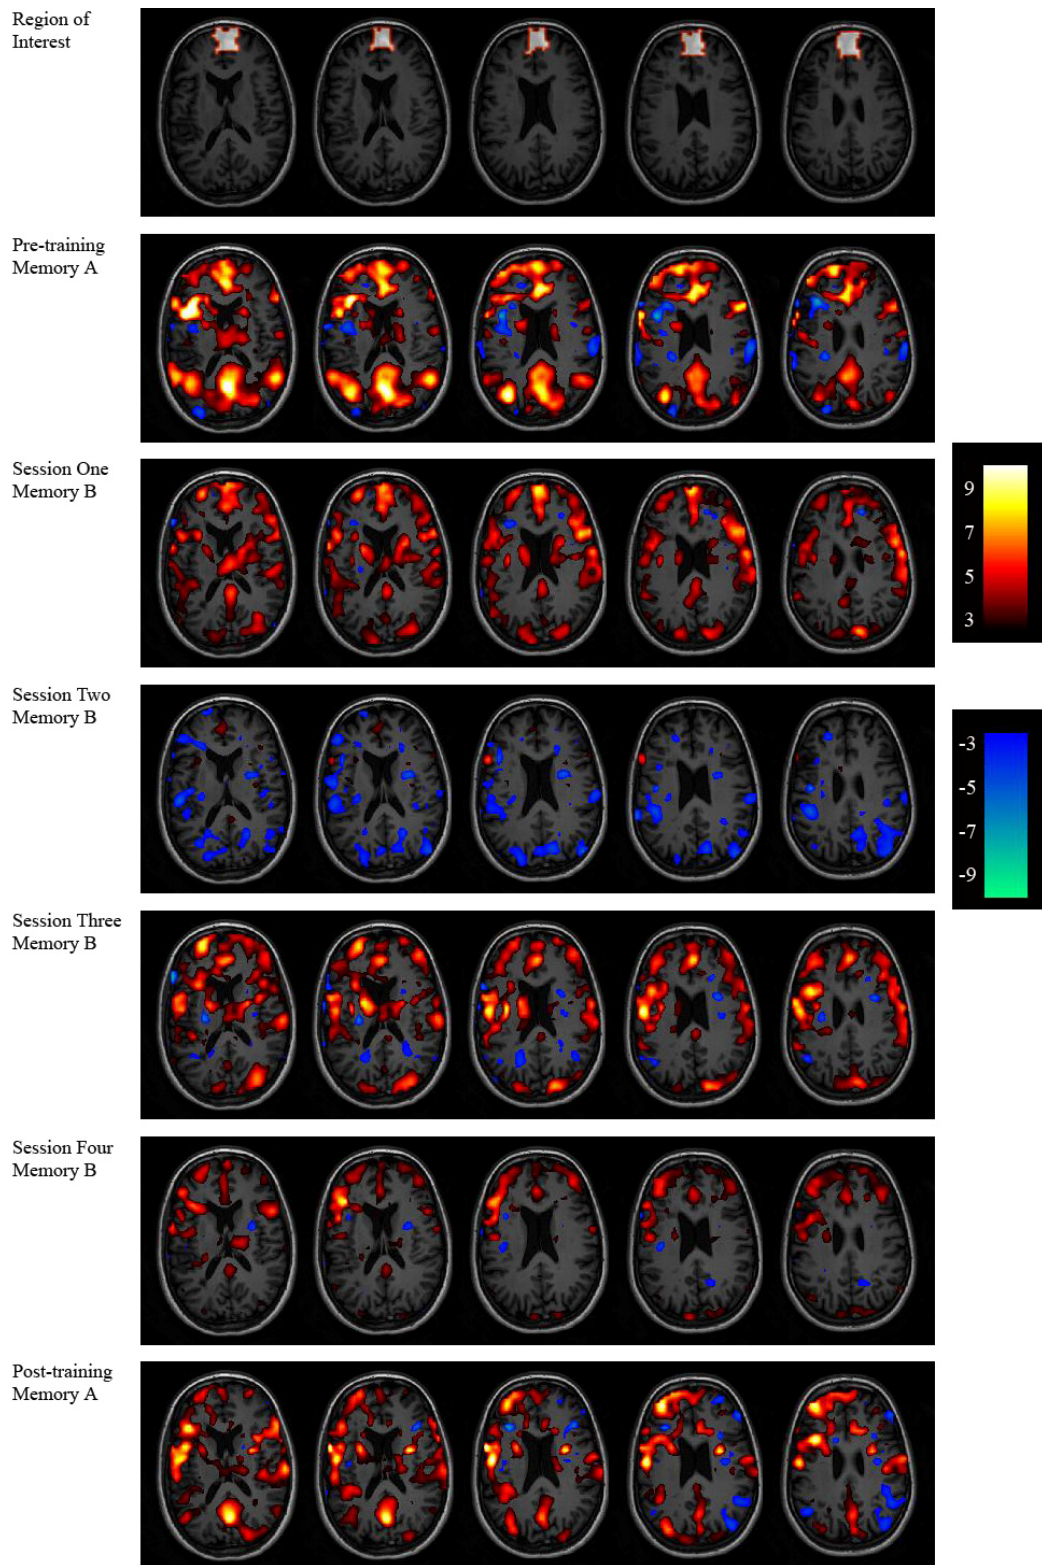 Region of
Interest
Pre-training
Memory A
Session One
Memory B
9
7
5
3
Session Two
Memory B
-3
-5
-7
-9
Session Three
Memory B
Session Four
Memory B
Post-training
Memory A